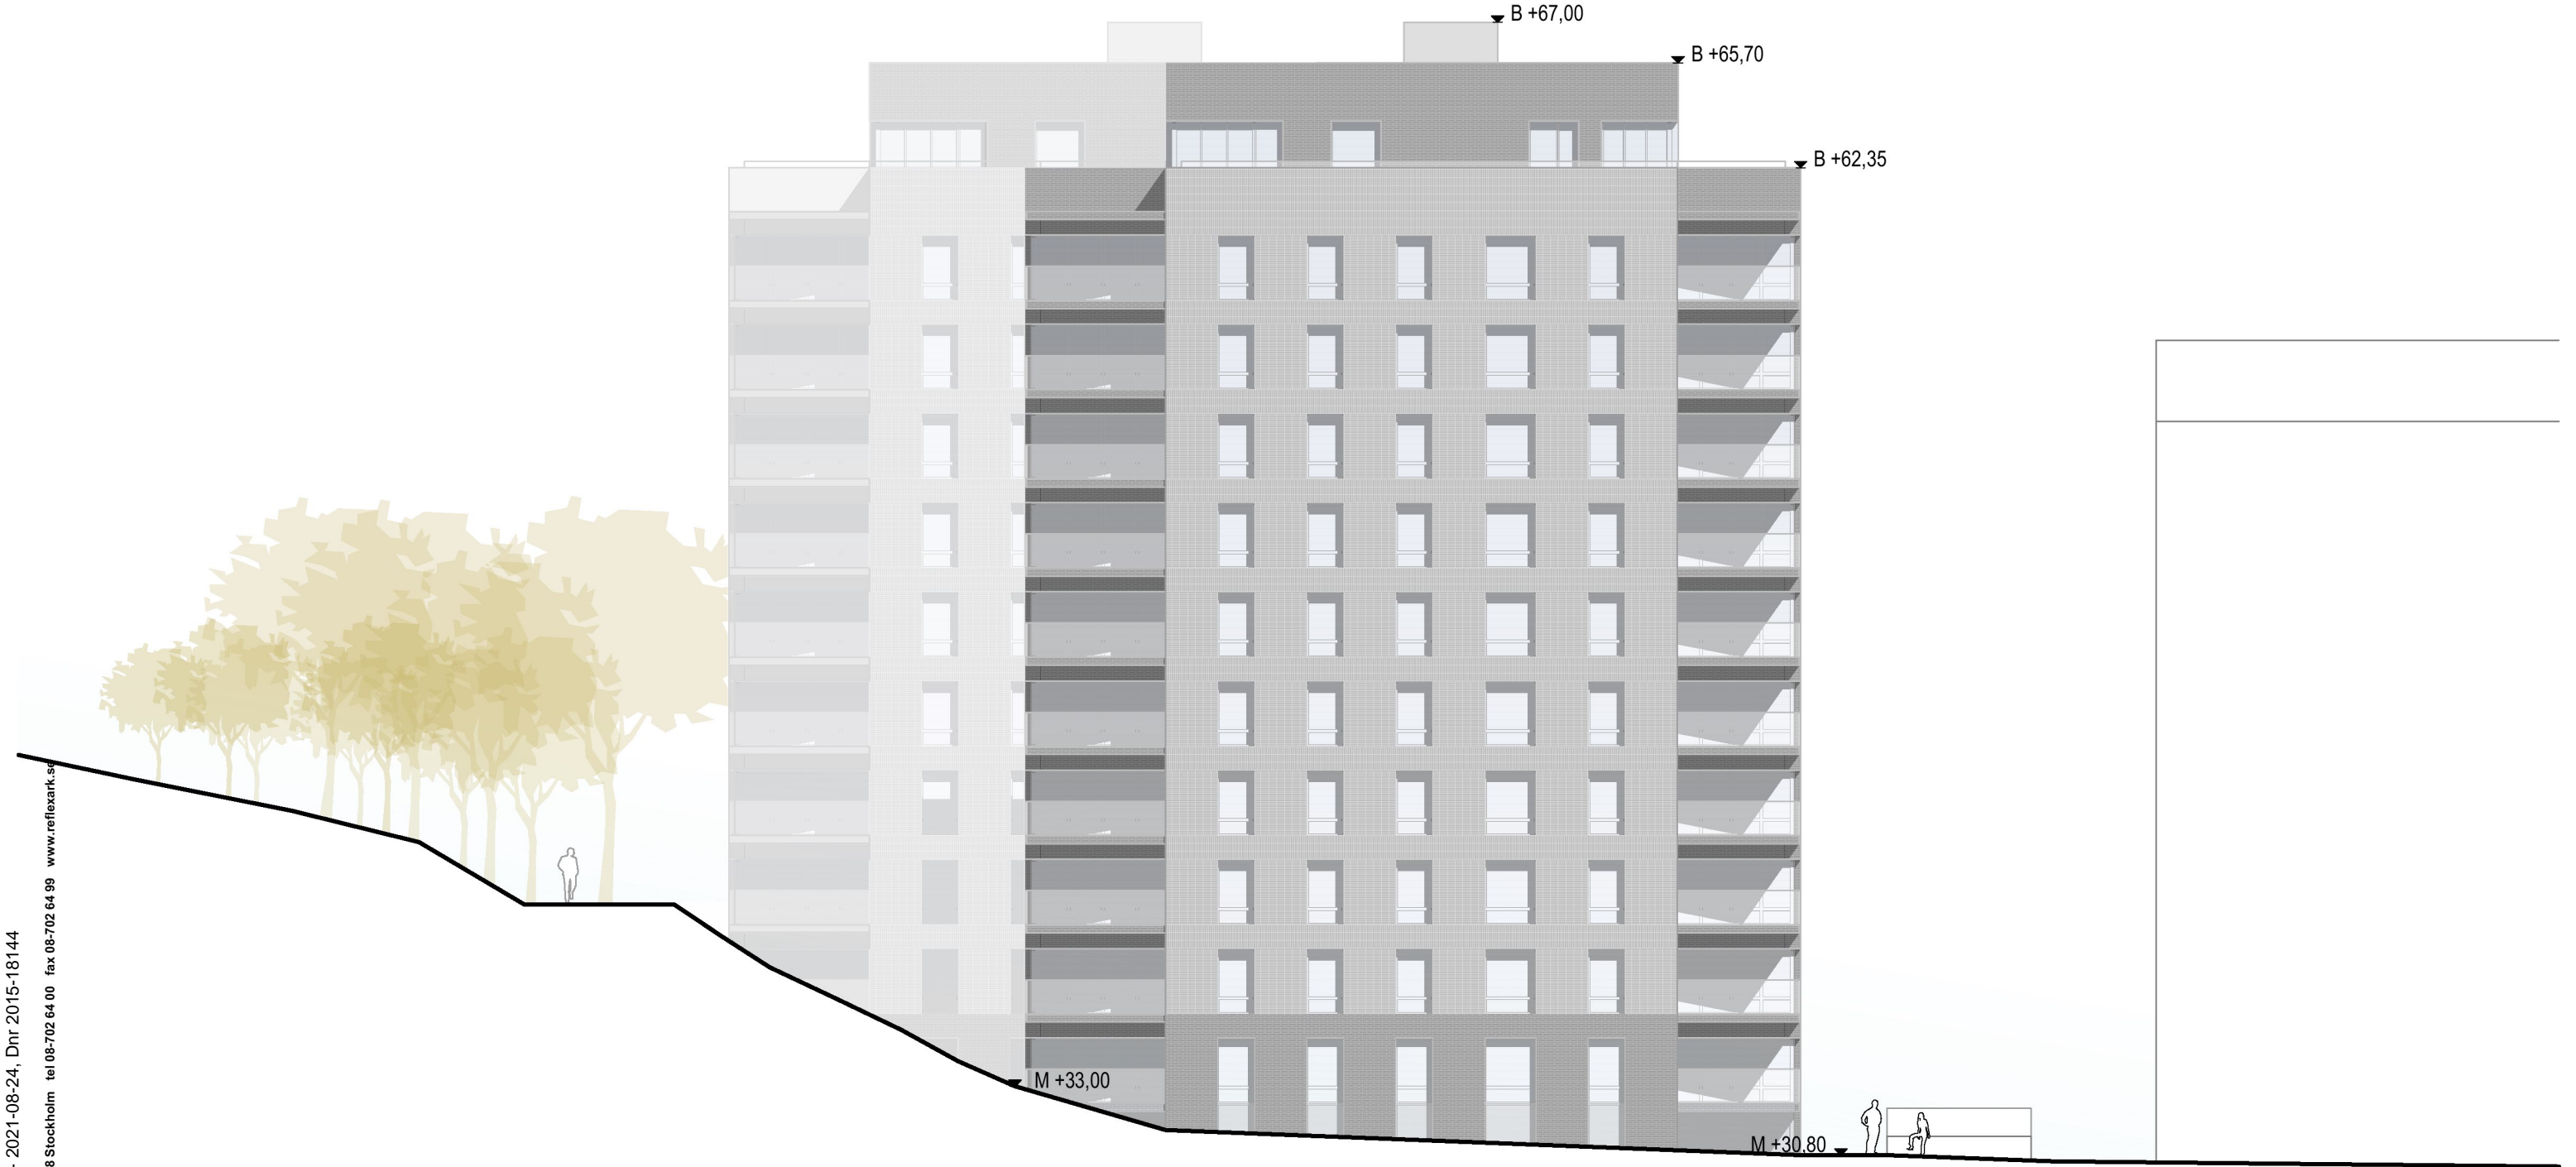 B +67,00
B +65,70
B +62,35
M +33,00
M +30,80
- 2021-08-24, Dnr 2015-18144
8 Stockholm tel 08-702 64 00 fax 08-702 64 99 www.reflexark.se